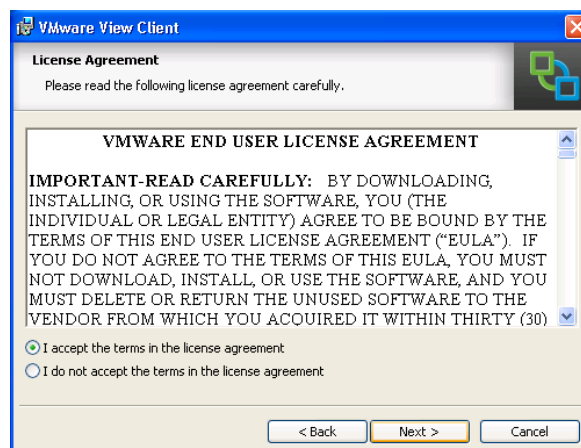 VMware View Client
License Agreement
Please read the following license agreement carefully.
VMWARE END USER LICENSE AGREEMENT
IMPORTANT-READ CAREFULLY: BY DOWNLOADING,
INSTALLING, OR USING THE SOFTWARE, YOU (THE
INDIVIDUAL OR LEGAL ENTITY) AGREE TO BE BOUND BY THE
TERMS OF THIS END USER LICENSE AGREEMENT (“EULA”). IF
YOU DO NOT AGREE TO THE TERMS OF THIS EULA, YOU MUST
NOT DOWNLOAD, INSTALL, OR USE THE SOFTWARE, AND YOU
MUST DELETE OR RETURN THE UNUSED SOFTWARE TO THE
VENDOR FROM WHICH YOU ACQUIRED IT WITHIN THIRTY (30)
I accept the terms in the license agreement
I do not accept the terms in the license agreement
< Back Next > Cancel